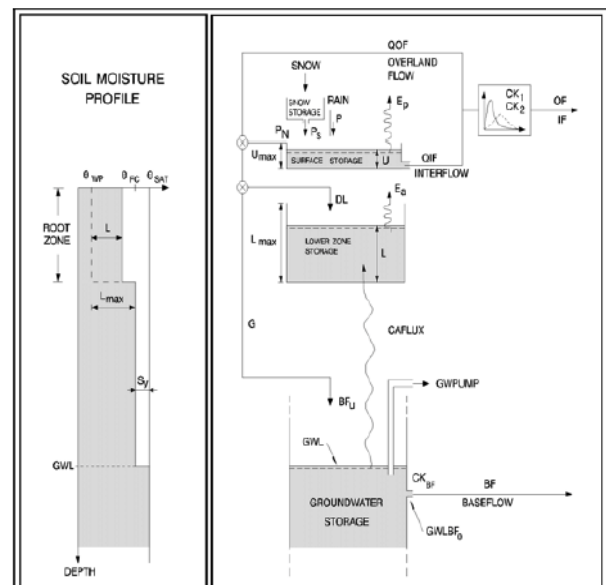 SOIL MOISTURE
PROFILE
θWP θFC θSAT
ROOT
ZONE
L
Lmax
Sy
GWL
DEPTH
QOF
OVERLAND
FLOW
SNOW
SNOW
STORAGE
RAIN
P
PN
Ps
Ep
CK1
CK2
OF
IF
Umax
SURFACE STORAGE
U
QIF
INTERFLOW
DL
Ea
Lmax
LOWER ZONE
STORAGE
L
G
CAFLUX
BFu
GWPUMP
GWL
GROUNDWATER
STORAGE
CKBF
BF
BASEFLOW
GWLBF0